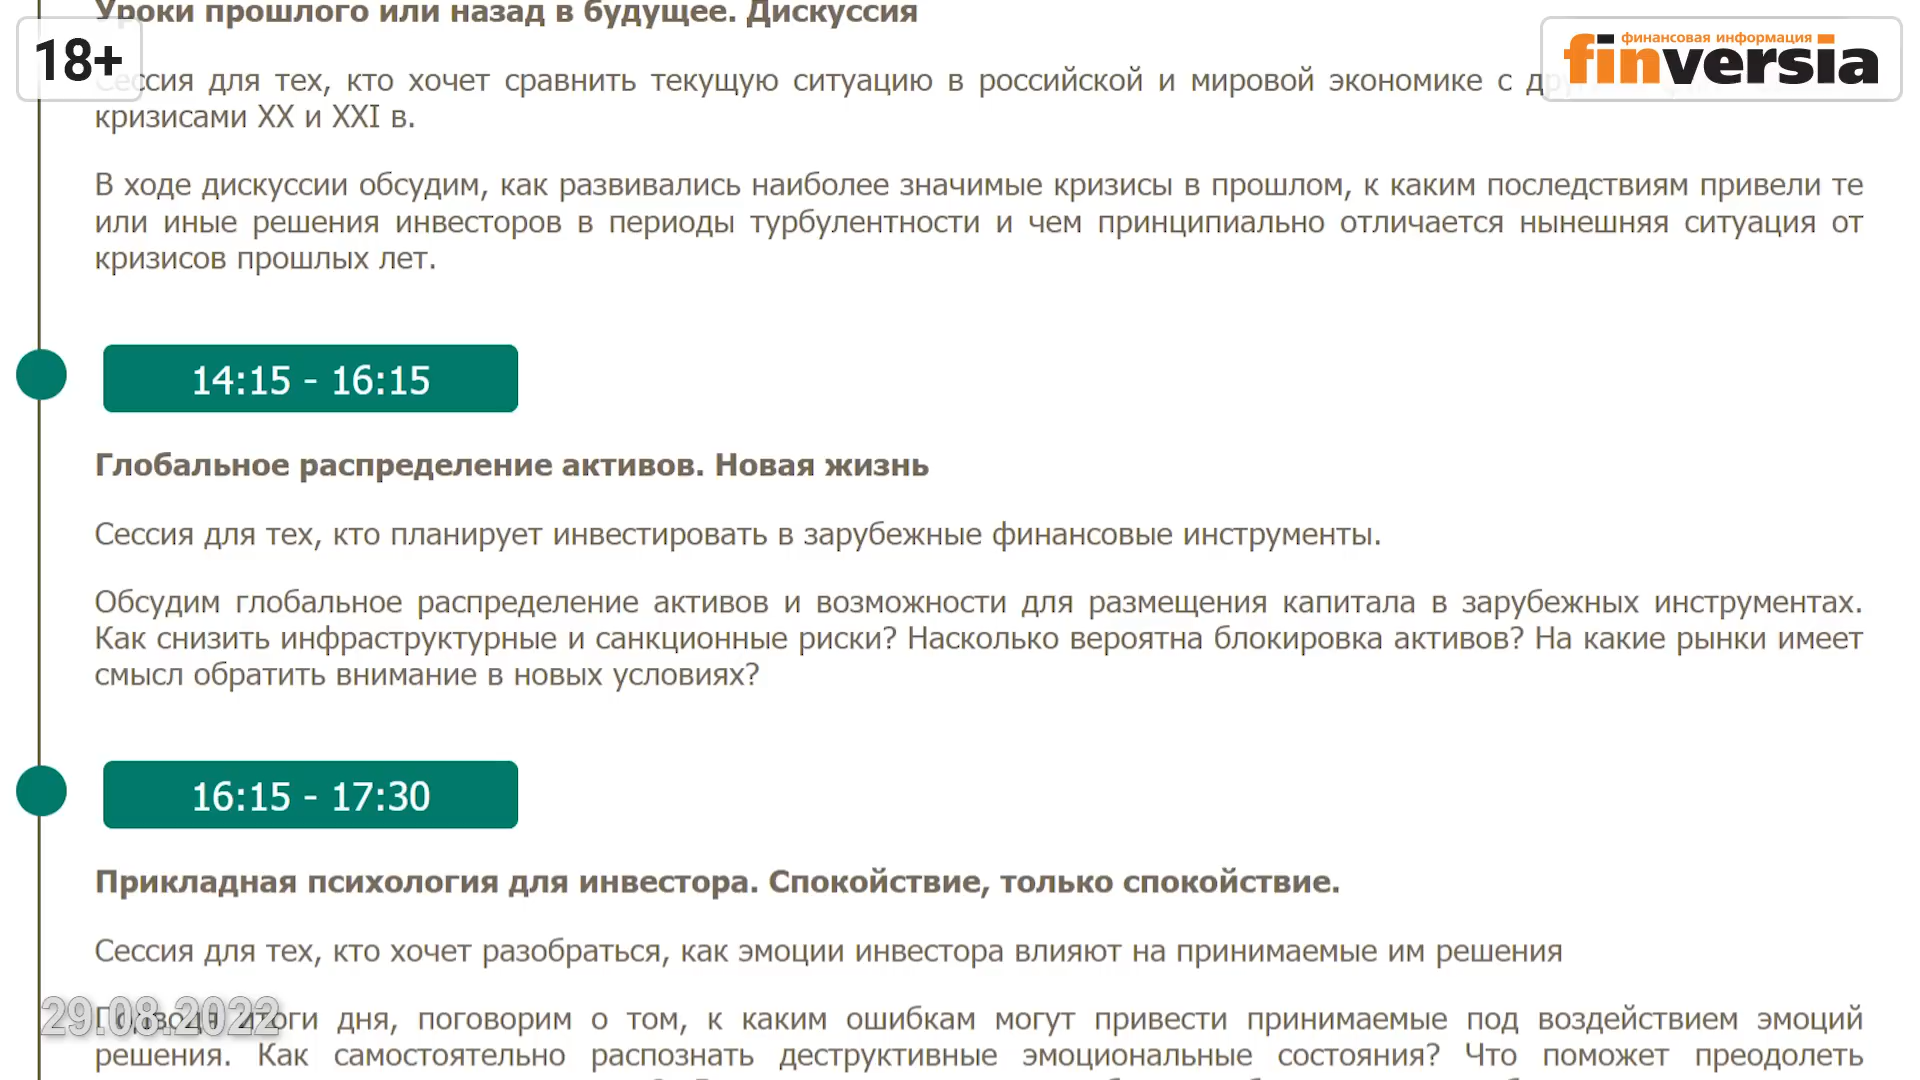 Уроки прошлого или назад в будущее. Дискуссия
18+
финансовая информация
finversia
Сессия для тех, кто хочет сравнить текущую ситуацию в российской и мировой экономике с
кризисами XX и XXI в.
В ходе дискуссии обсудим, как развивались наиболее значимые кризисы в прошлом, к каким последствиям привели те
или иные решения инвесторов в периоды турбулентности и чем принципиально отличается нынешняя ситуация от
кризисов прошлых лет.
14:15 - 16:15
Глобальное распределение активов. Новая жизнь
Сессия для тех, кто планирует инвестировать в зарубежные финансовые инструменты.
Обсудим глобальное распределение активов и возможности для размещения капитала в зарубежных инструментах.
Как снизить инфраструктурные и санкционные риски? Насколько вероятна блокировка активов? На какие рынки имеет
смысл обратить внимание в новых условиях?
16:15 - 17:30
Прикладная психология для инвестора. Спокойствие, только спокойствие.
Сессия для тех, кто хочет разобраться, как эмоции инвестора влияют на принимаемые им решения
29.08.2022
Подводя итоги дня, поговорим о том, к каким ошибкам могут привести принимаемые под воздействием эмоций
решения. Как самостоятельно распознать деструктивные эмоциональные состояния? Что поможет преодолеть